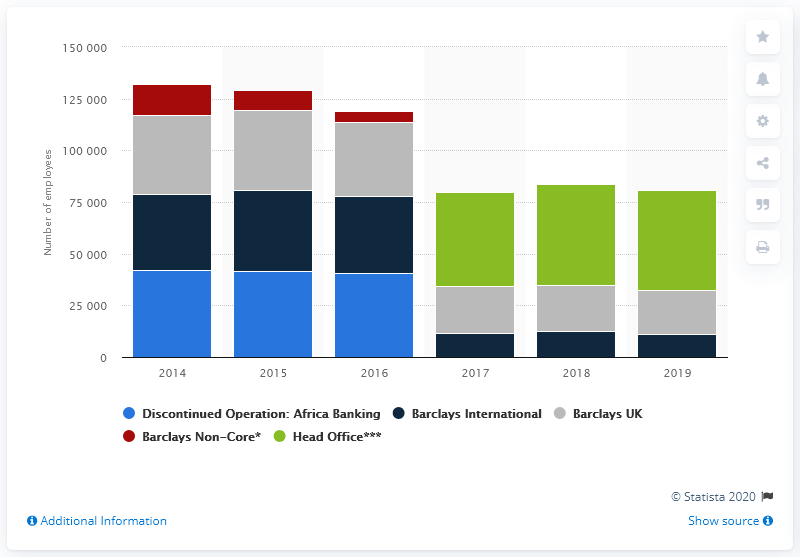 150 000
125 000
100 000
75 000
50 000
25 000
0
Number of employees
2014 2015 2016 2017 2018 2019
Discontinued Operation: Africa Banking Barclays International Barclays UK
Barclays Non-Core* Head Office***
© Statista 2020
Additional Information Show source